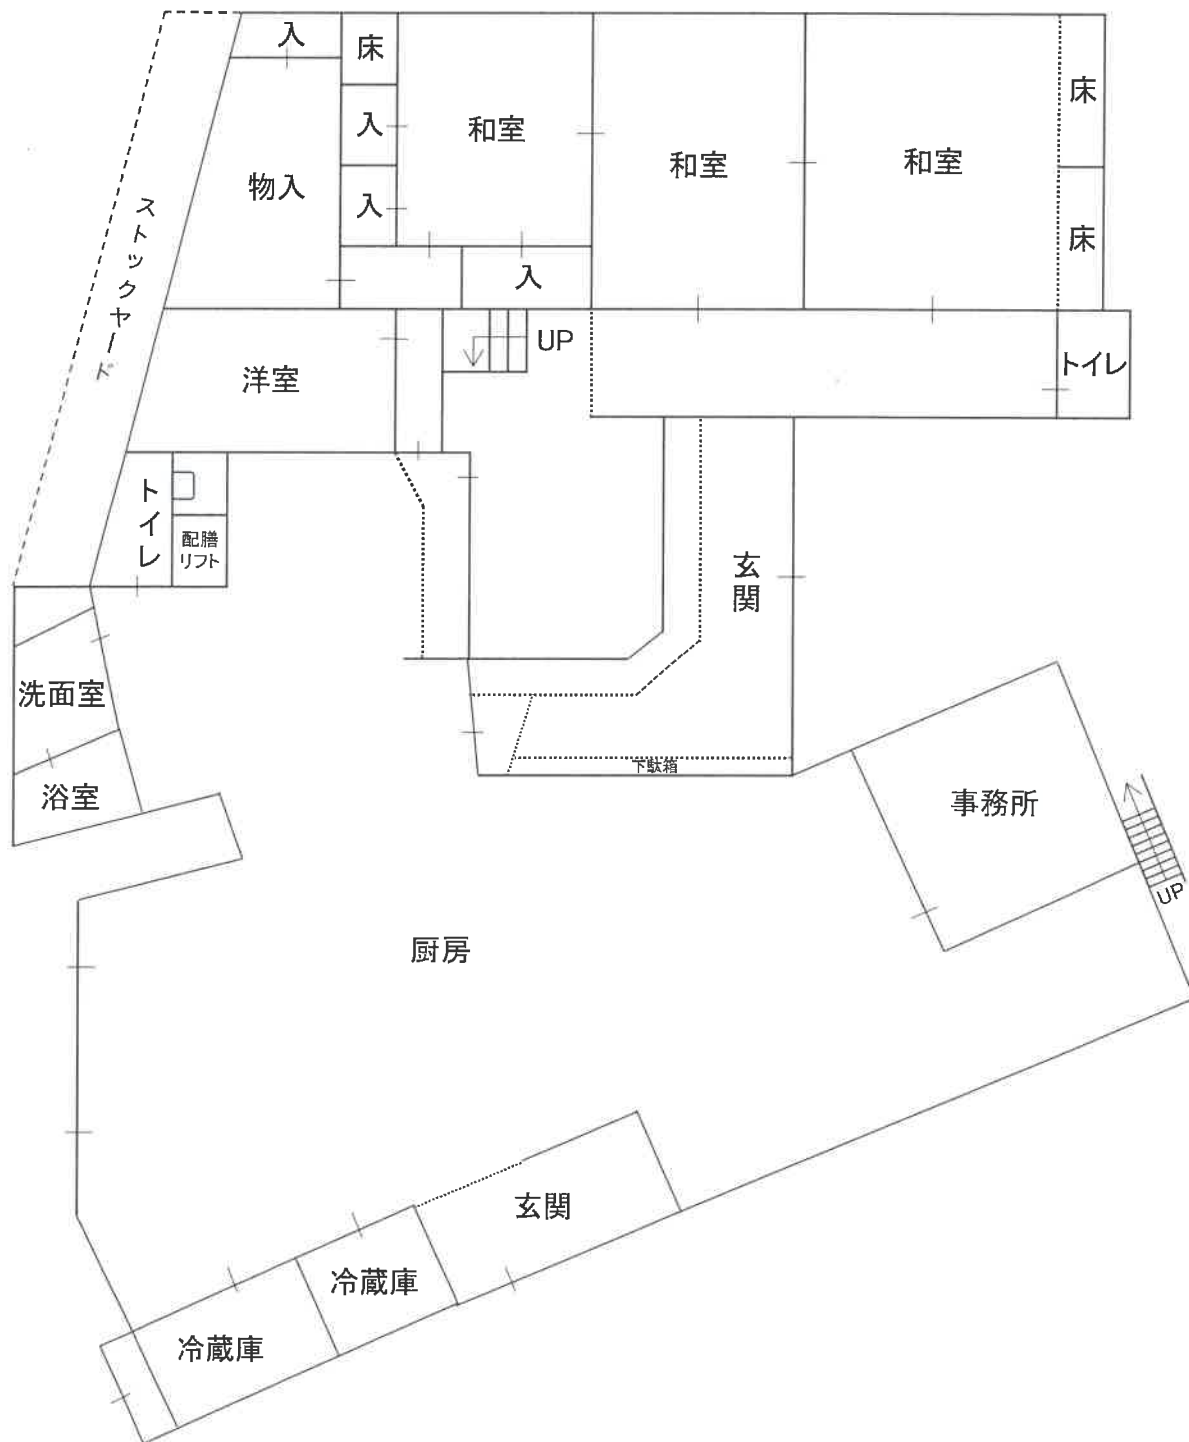 入
床
床
入
和室
和室
和室
物入
入
床
ストックヤード
入
UP
トイレ
洋室
トイレ
配膳
リフト
玄関
洗面室
下駄箱
浴室
事務所
UP
厨房
玄関
冷蔵庫
冷蔵庫